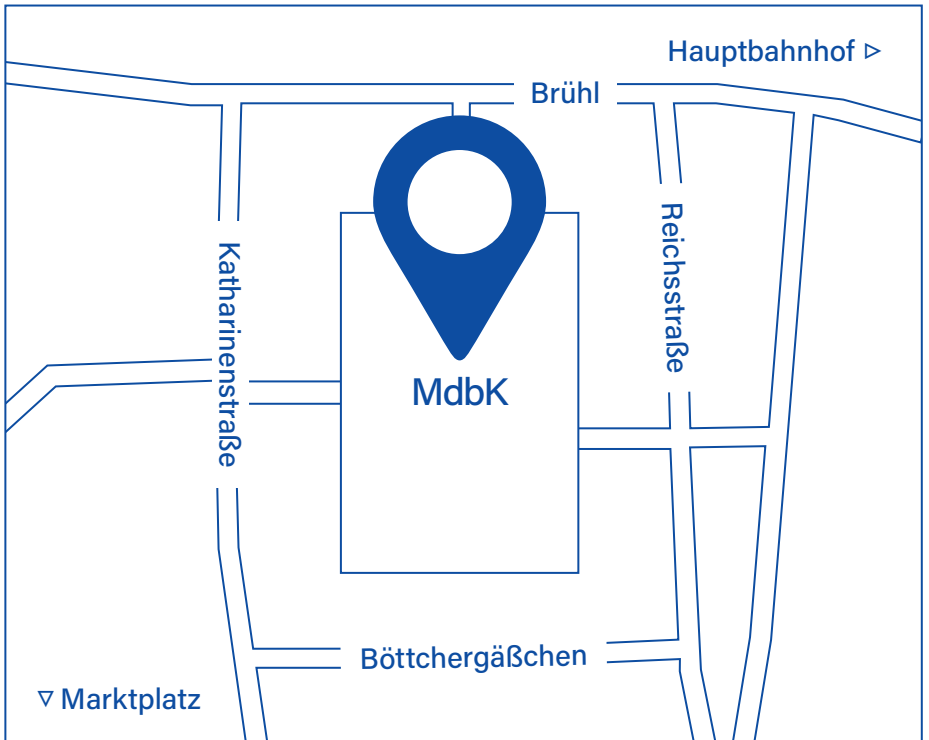 Hauptbahnhof ▷
Brühl
Reichsstraße
Katharinenstraße
MdbK
Böttchergäßchen
▽ Marktplatz